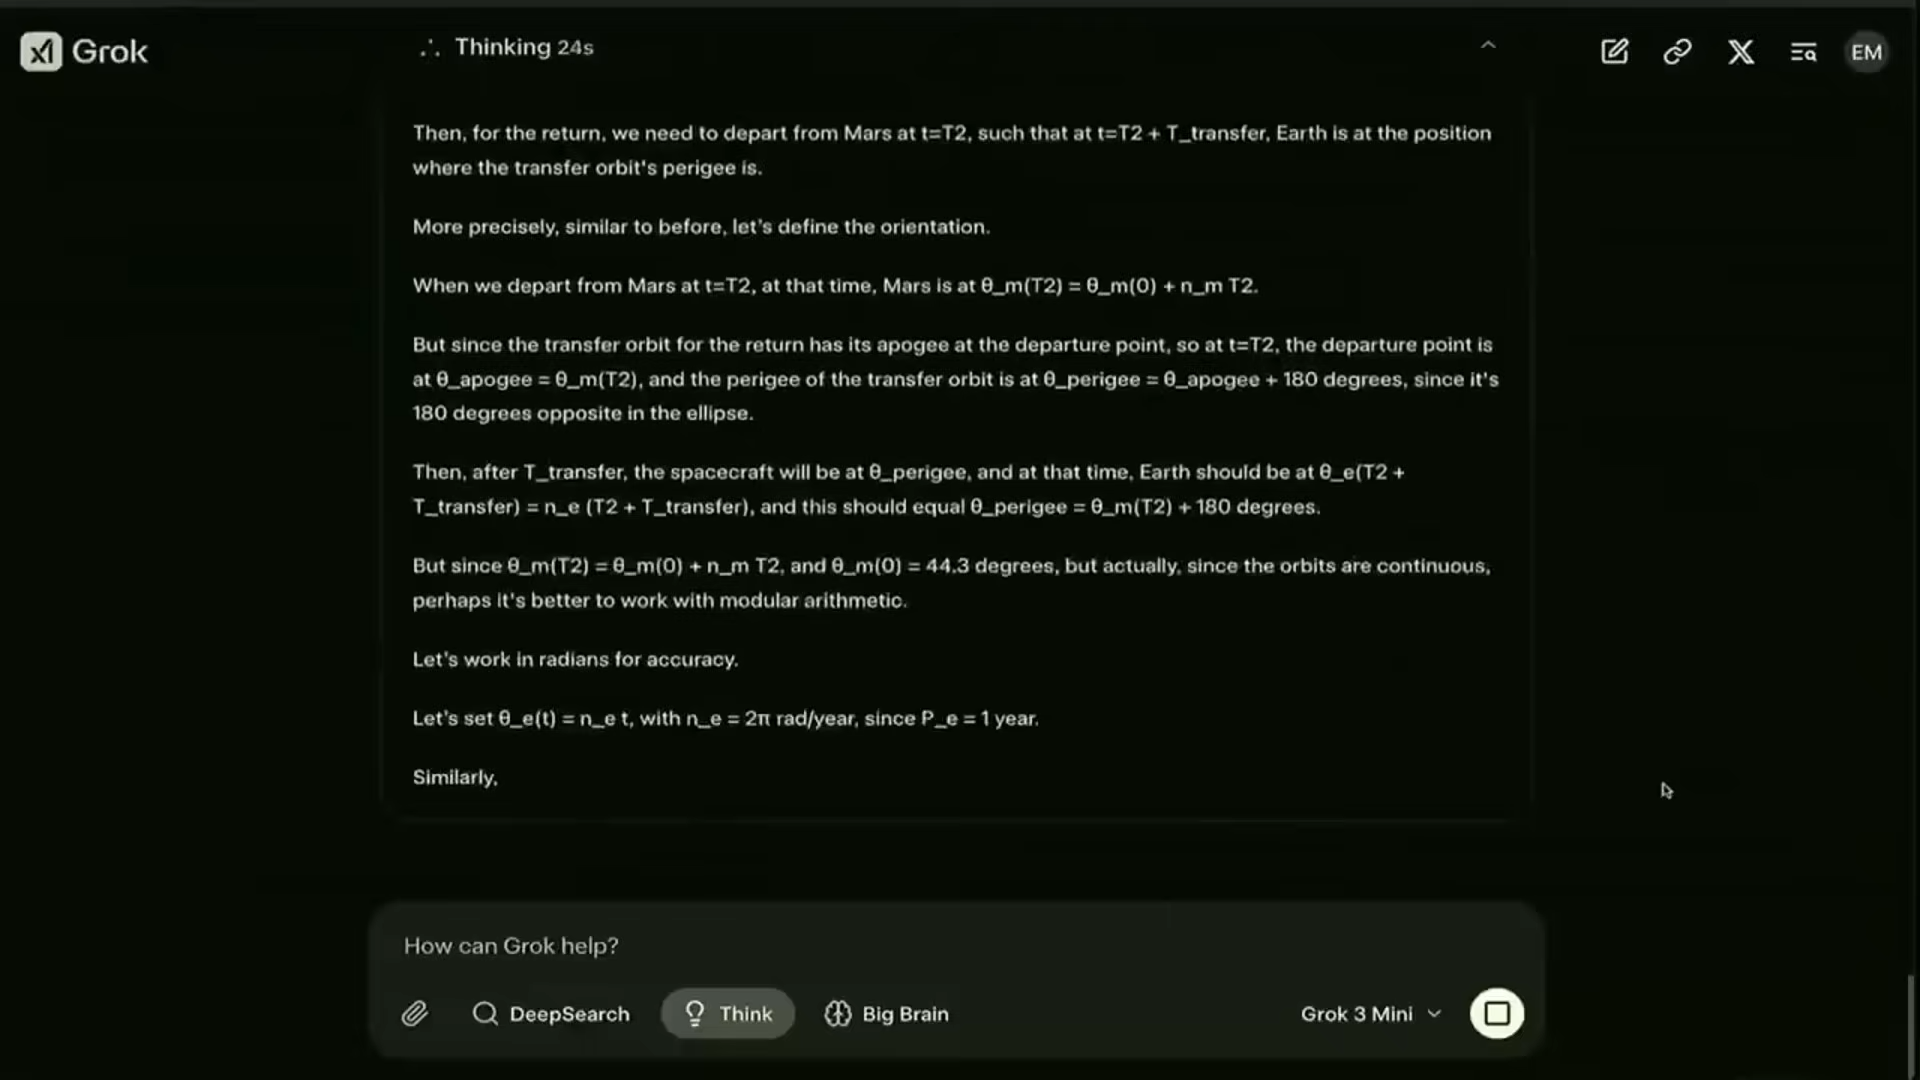 Grok
Thinking 24s
EM
Then, for the return, we need to depart from Mars at t=T2, such that at t=T2 + T_transfer, Earth is at the position
where the transfer orbit's perigee is.
More precisely, similar to before, let's define the orientation.
When we depart from Mars at t=T2, at that time, Mars is at θ_m(T2) = θ_m(0) + n_m T2.
But since the transfer orbit for the return has its apogee at the departure point, so at t=T2, the departure point is
at θ_apogee = θ_m(T2), and the perigee of the transfer orbit is at θ_perigee = θ_apogee + 180 degrees, since it's
180 degrees opposite in the ellipse.
Then, after T_transfer, the spacecraft will be at θ_perigee, and at that time, Earth should be at θ_e(T2 +
T_transfer) = n_e (T2 + T_transfer), and this should equal θ_perigee = θ_m(T2) + 180 degrees.
But since θ_m(T2) = θ_m(0) + n_m T2, and θ_m(0) = 44.3 degrees, but actually, since the orbits are continuous,
perhaps it's better to work with modular arithmetic.
Let's work in radians for accuracy.
Let's set θ_e(t) = n_e t, with n_e = 2π rad/year, since P_e = 1 year.
Similarly,
How can Grok help?
DeepSearch
Think
Big Brain
Grok 3 Mini